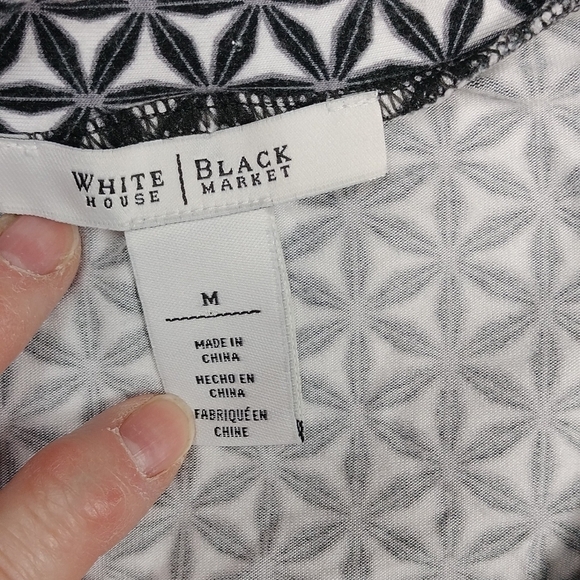 WHITE HOUSE | BLACK MARKET
M
MADE IN
CHINA
HECHO EN
CHINA
FABRIQUÉ EN
CHINE